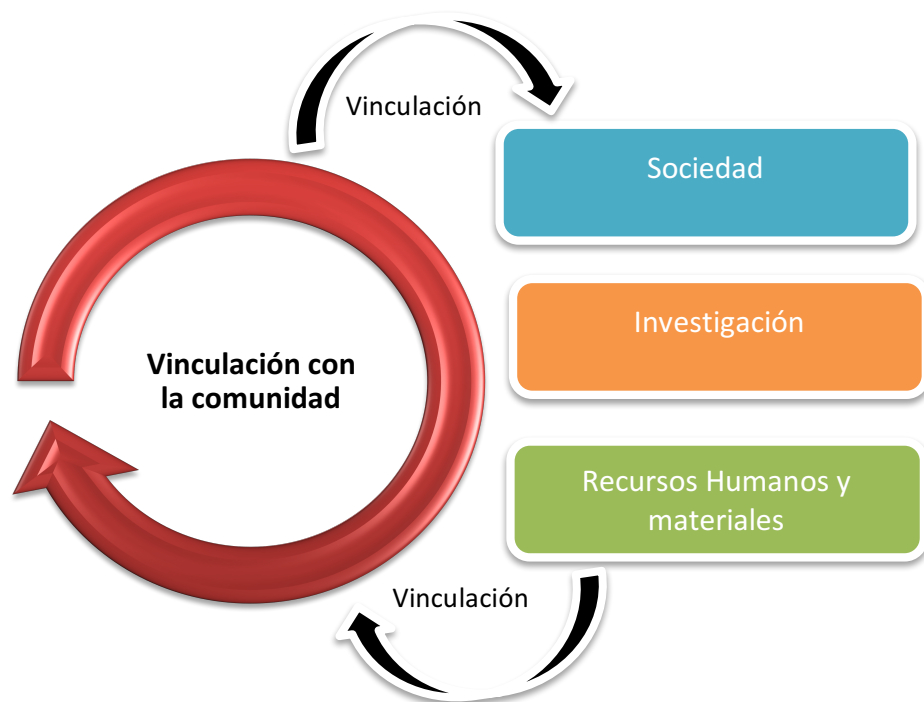 Vinculación
Sociedad
Investigación
Vinculación con
la comunidad
Recursos Humanos y
materiales
Vinculación